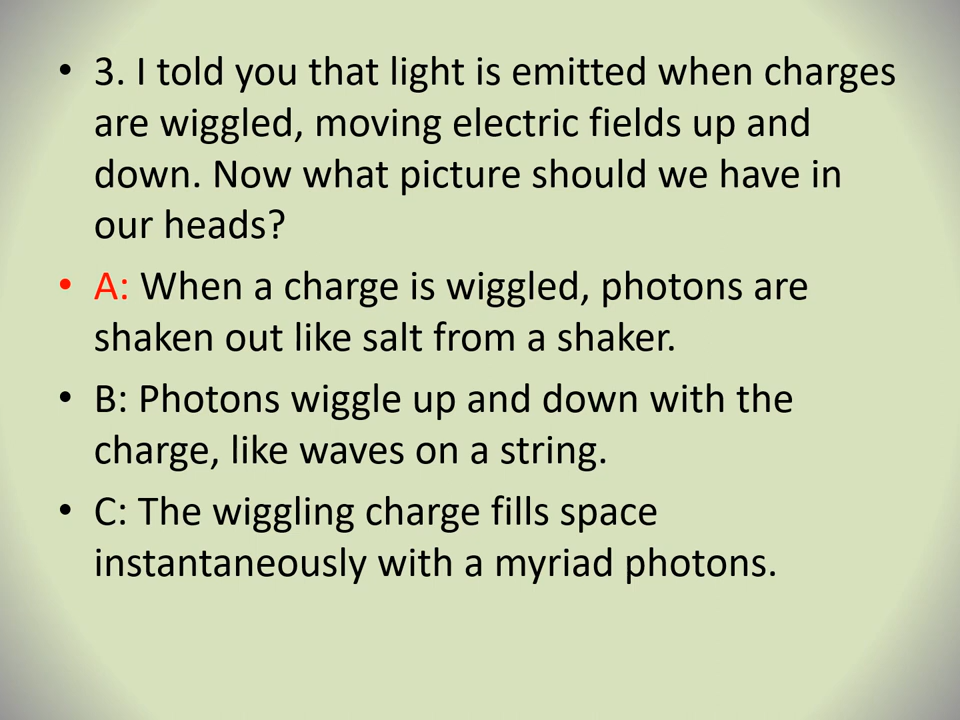 • 3. I told you that light is emitted when charges
are wiggled, moving electric fields up and
down. Now what picture should we have in
our heads?
• A: When a charge is wiggled, photons are
shaken out like salt from a shaker.
• B: Photons wiggle up and down with the
charge, like waves on a string.
• C: The wiggling charge fills space
instantaneously with a myriad photons.